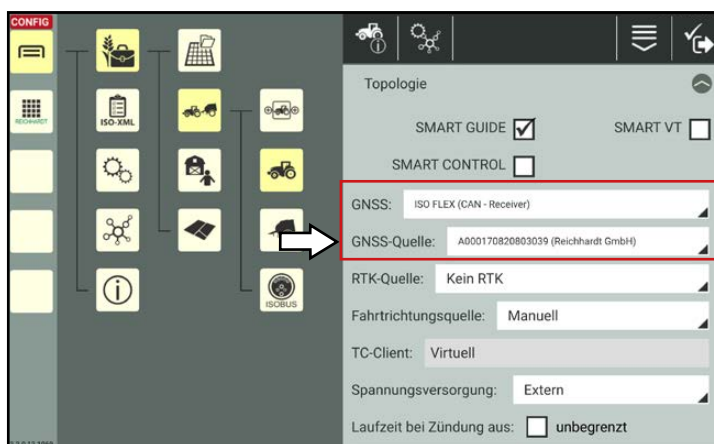 CONFIG
REICHHARDT
ISO-XML
ISOBUS
Topologie
SMART GUIDE SMART VT
SMART CONTROL
GNSS: ISO FLEX (CAN - Receiver)
GNSS-Quelle: A000170820803039 (Reichhardt GmbH)
RTK-Quelle: Kein RTK
Fahrtrichtungsquelle: Manuell
TC-Client: Virtuell
Spannungsversorgung: Extern
Laufzeit bei Zündung aus: unbegrenzt